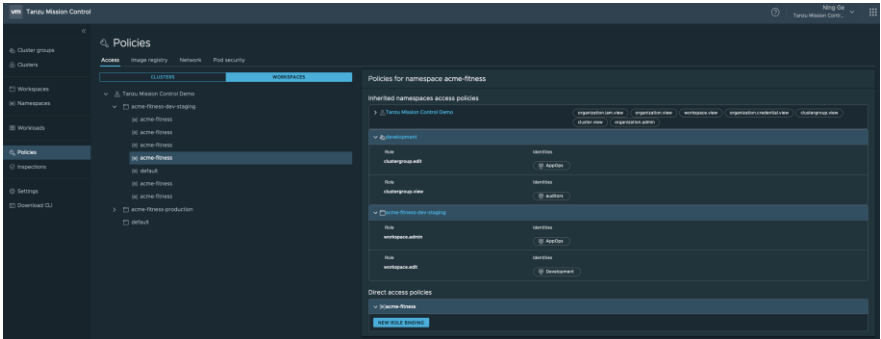 vm Tanzu Mission Control
Ning Ge
Tanzu Mission Contr...
Cluster groups
Clusters
Workspaces
Namespaces
Workloads
Policies
Inspections
Settings
Download CLI
Policies
Access Image registry Network Pod security
CLUSTERS WORKSPACES
Tanzu Mission Control Demo
acme-fitness-dev-staging
acme-fitness
acme-fitness
acme-fitness
acme-fitness
default
acme-fitness
acme-fitness
acme-fitness-production
default
Policies for namespace acme-fitness
Inherited namespaces access policies
Tanzu Mission Control Demo
organization.iam.view organization.view workspace.view organization.credential.view clustergroup.view
cluster.view organization.admin
development
Role Identities
clustergroup.edit
AppOps
Role Identities
clustergroup.view
auditors
acme-fitness-dev-staging
Role Identities
workspace.admin
AppOps
Role Identities
workspace.edit
Development
Direct access policies
acme-fitness
NEW ROLE BINDING